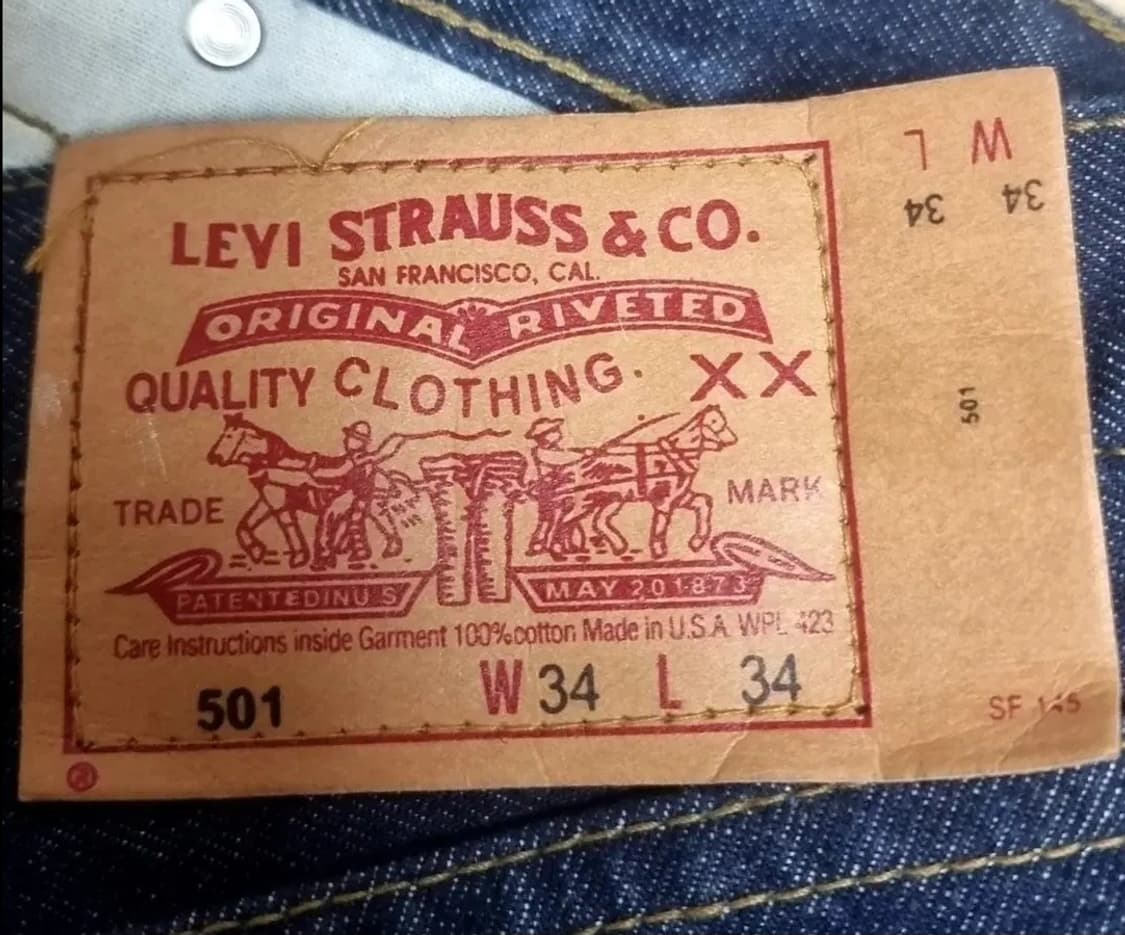 LEVI STRAUSS & CO.
SAN FRANCISCO, CAL.
ORIGINAL RIVETED
QUALITY CLOTHING. XX
TRADE MARK
PATENTED IN U S MAY 20 1873
Care Instructions inside Garment 100% cotton Made in U.S.A. WPL 423
501 W 34 L 34
®
W L
34 34
501
SF